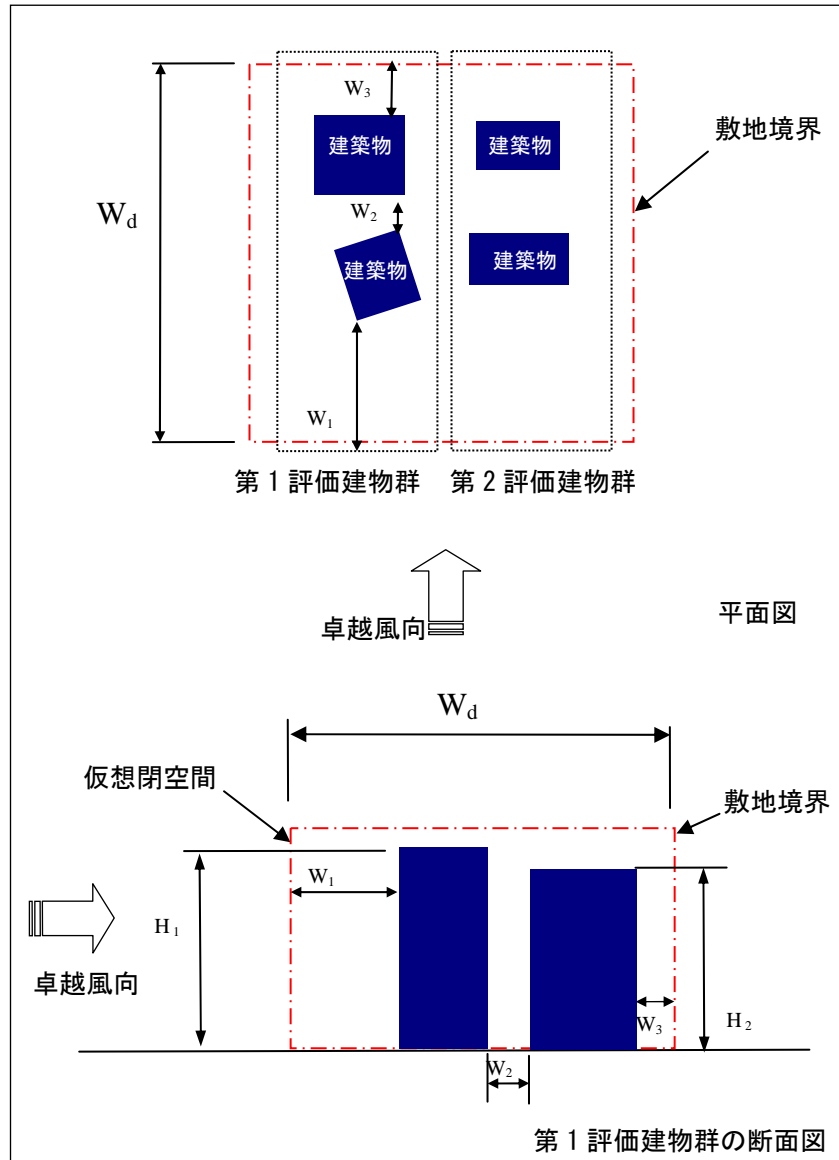 W3
建築物
建築物
敷地境界
Wd
W2
建築物
建築物
W1
第1評価建物群
第2評価建物群
卓越風向
平面図
Wd
仮想閉空間
敷地境界
W1
H1
卓越風向
W3
H2
W2
第1評価建物群の断面図